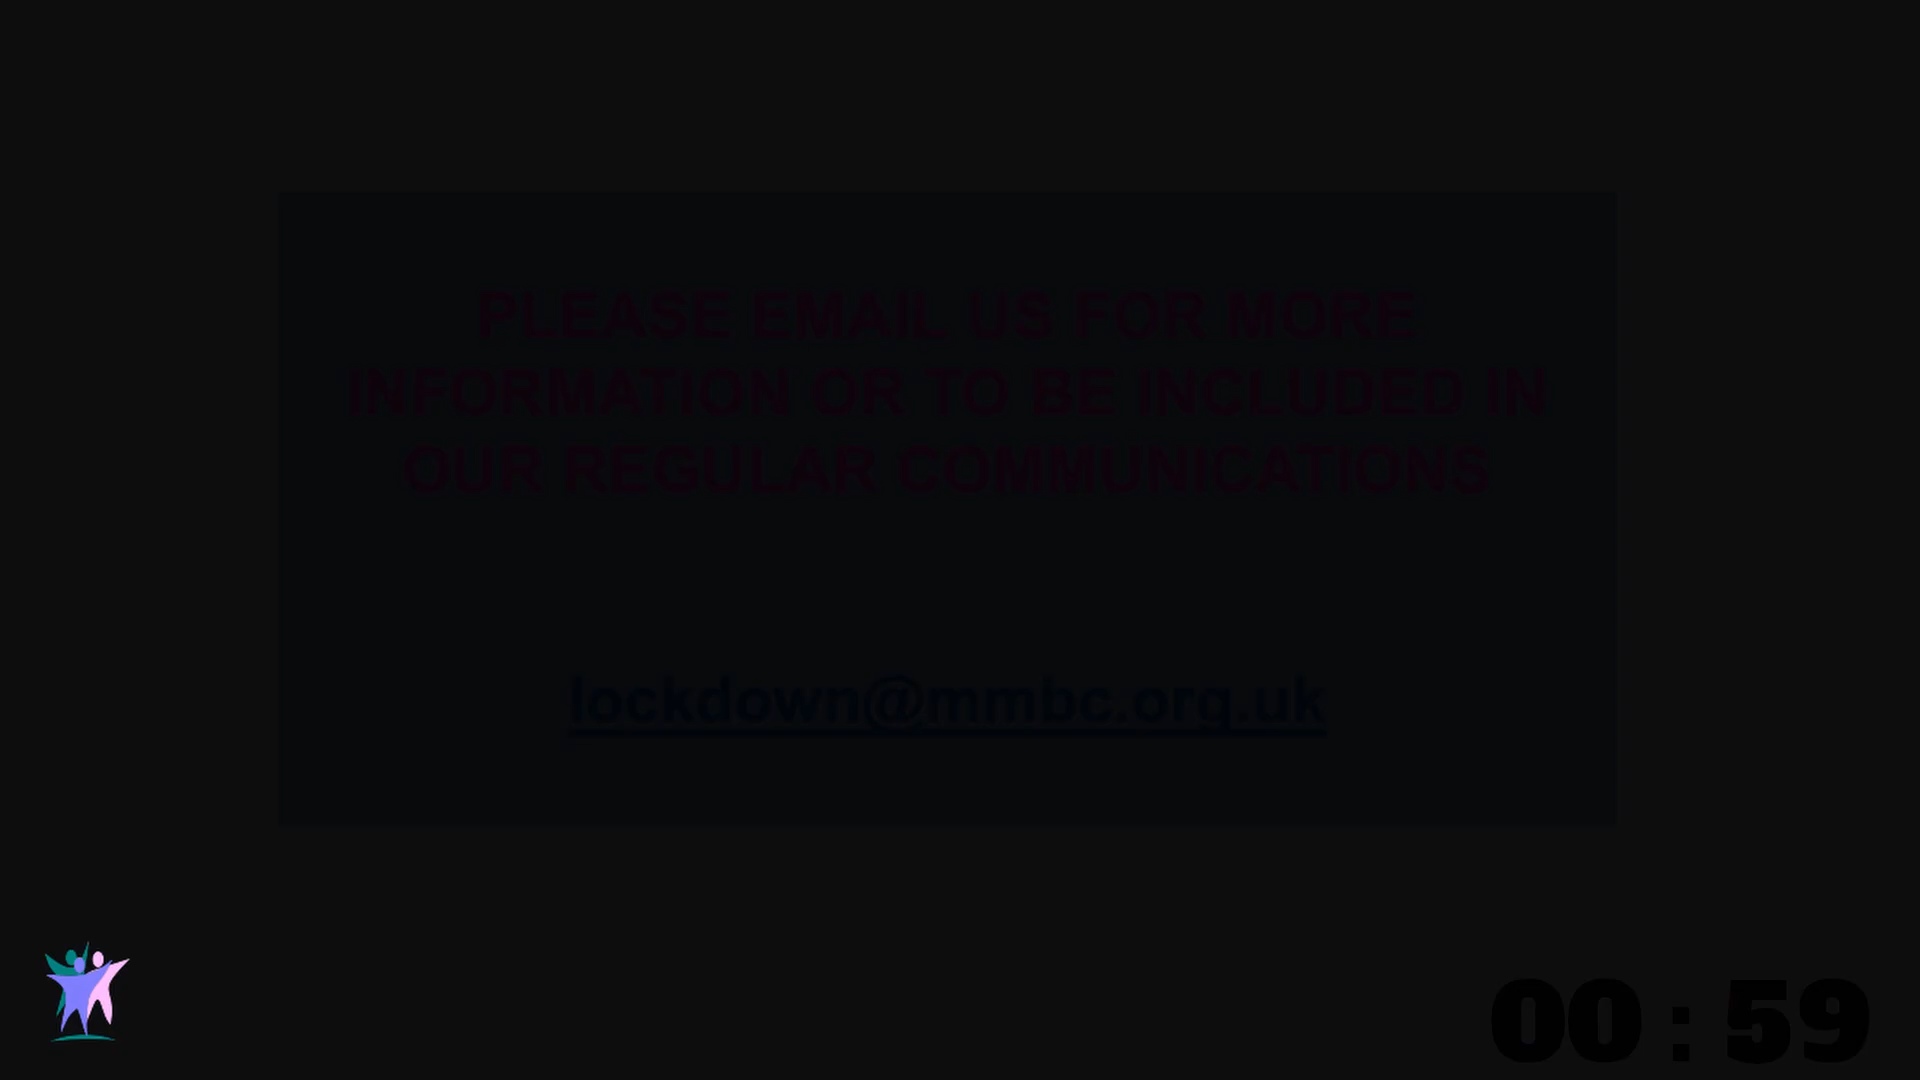 PLEASE EMAIL US FOR MORE
INFORMATION OR TO BE INCLUDED IN
OUR REGULAR COMMUNICATIONS
lockdown@mmbc.org.uk
00:59